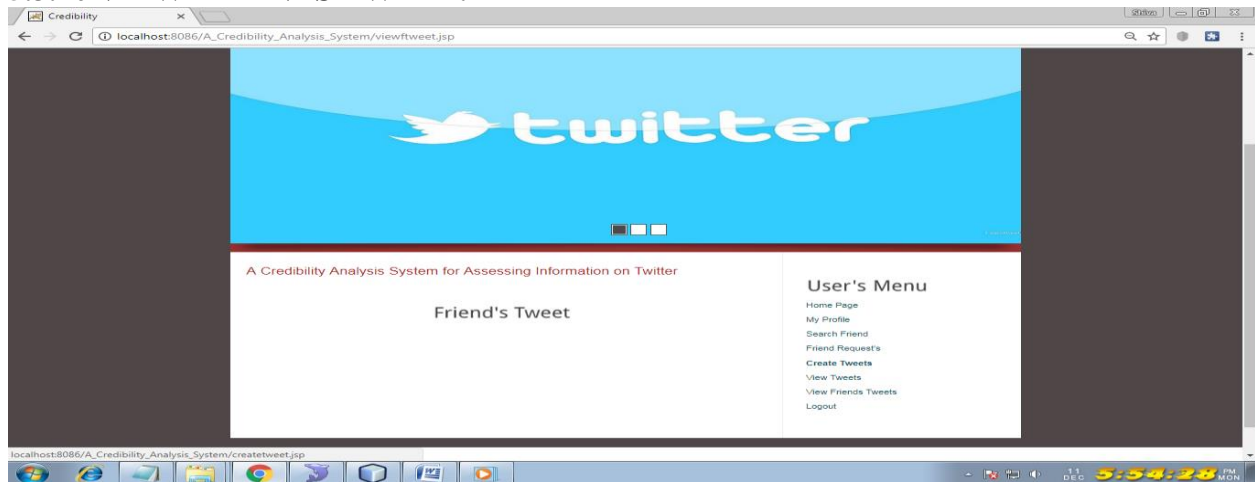 Credibility
Shiva
localhost:8086/A_Credibility_Analysis_System/viewftweet.jsp
twitter
A Credibility Analysis System for Assessing Information on Twitter
Friend's Tweet
User's Menu
Home Page
My Profile
Search Friend
Friend Request's
Create Tweets
View Tweets
View Friends Tweets
Logout
localhost:8086/A_Credibility_Analysis_System/createtweet.jsp
11 DEC 5:54:28 PM MON